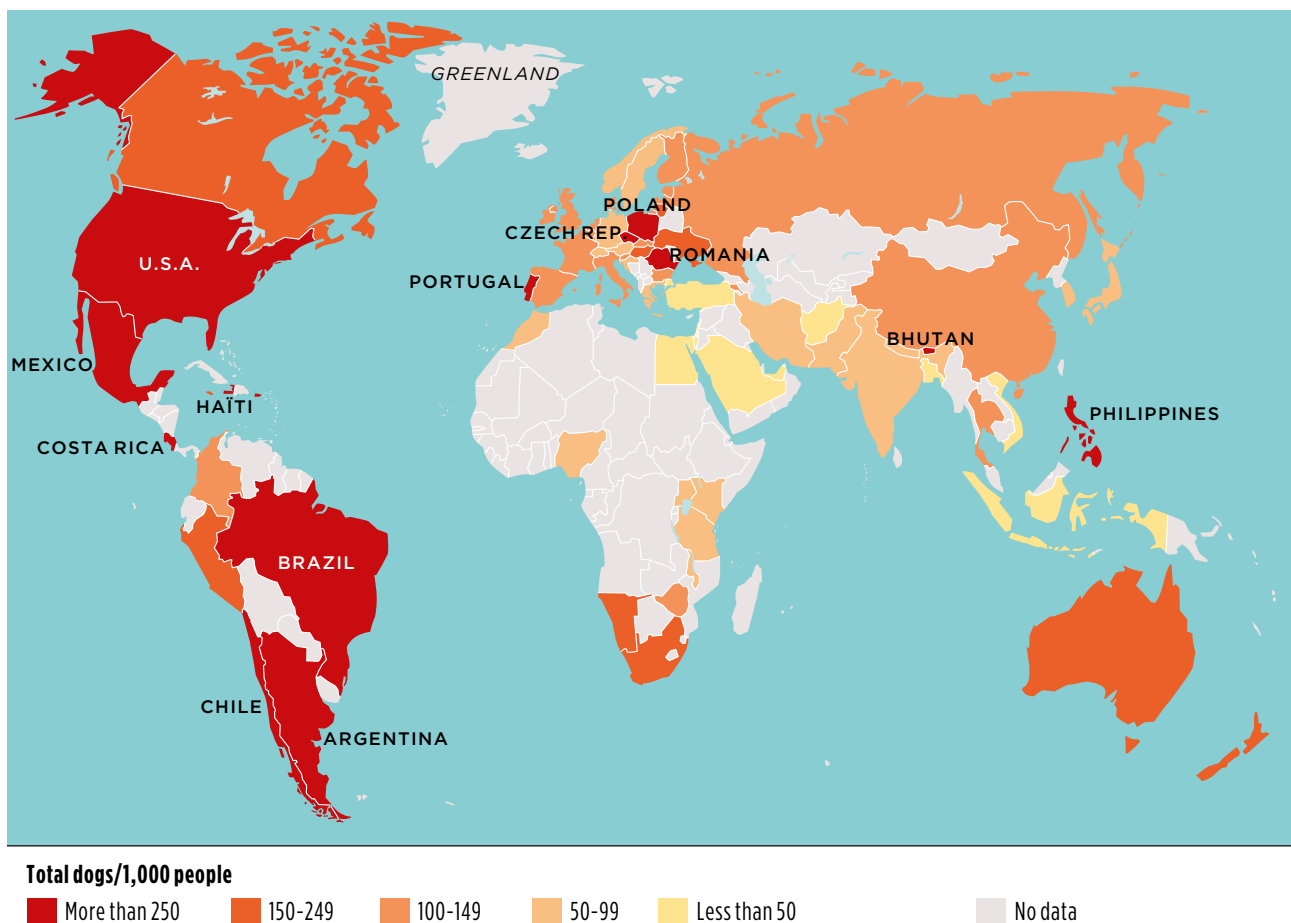 GREENLAND
POLAND
CZECH REP.
ROMANIA
U.S.A.
PORTUGAL
BHUTAN
MEXICO
HAÏTI
PHILIPPINES
COSTA RICA
BRAZIL
CHILE
ARGENTINA
Total dogs/1,000 people
More than 250 150-249 100-149 50-99 Less than 50 No data